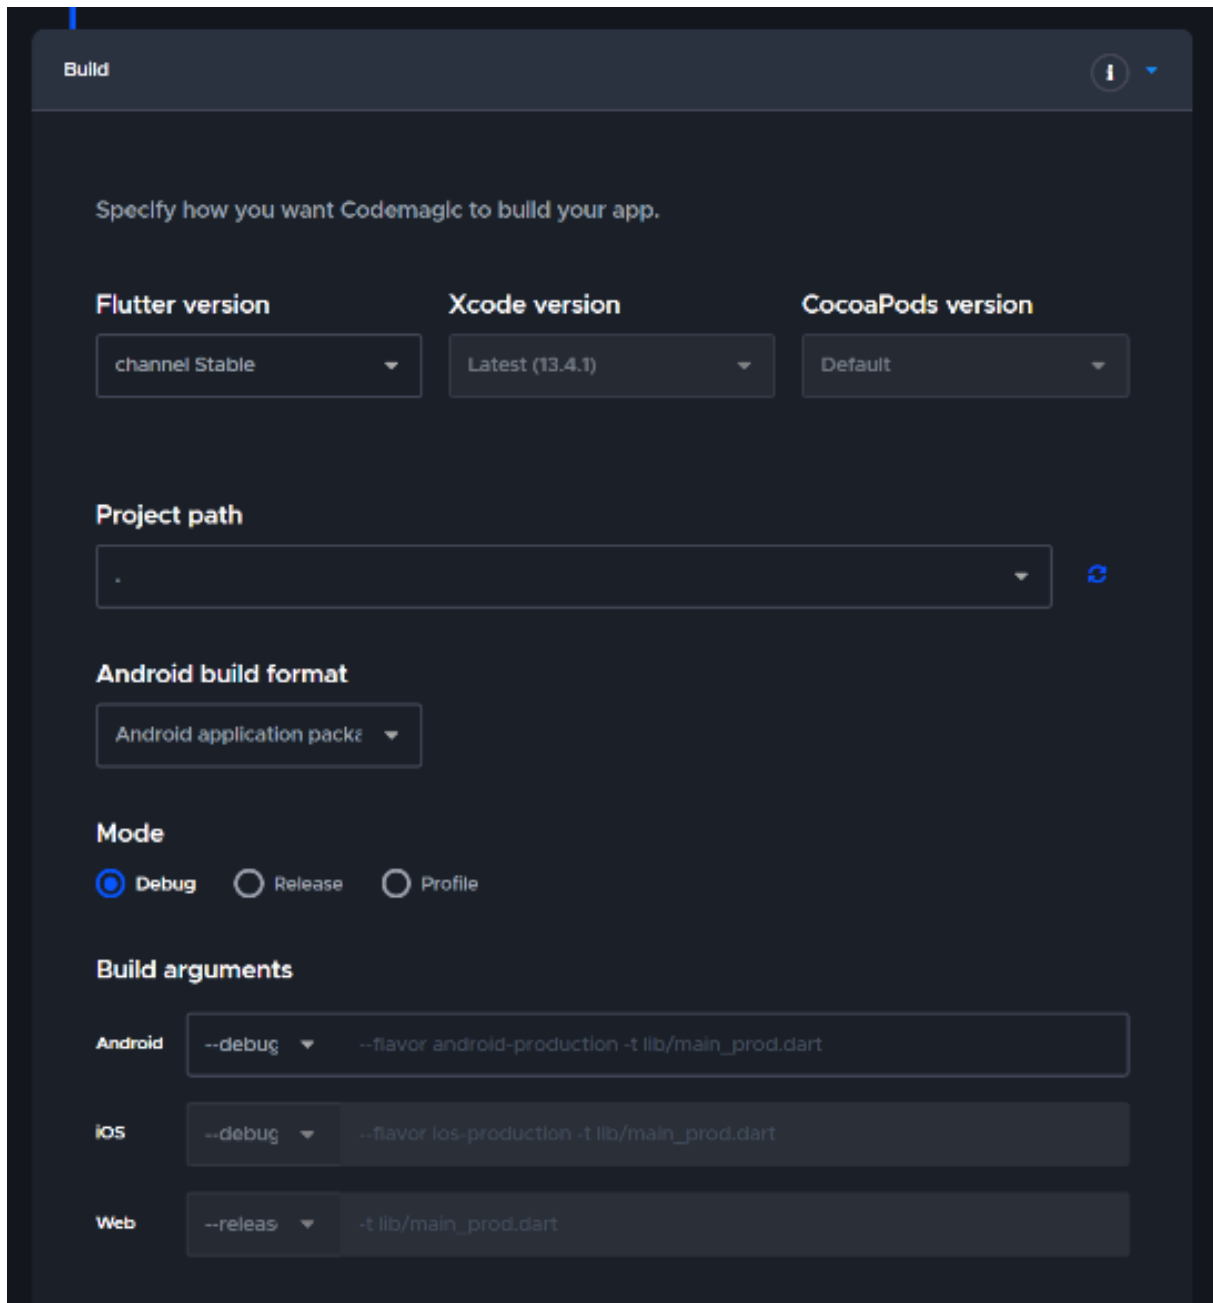 Build
Specify how you want Codemagic to build your app.
Flutter version
Xcode version
CocoaPods version
channel Stable
Latest (13.4.1)
Default
Project path
.
Android build format
Android application packa
Mode
Debug
Release
Profile
Build arguments
Android
--debug
--flavor android-production -t lib/main_prod.dart
iOS
--debug
--flavor ios-production -t lib/main_prod.dart
Web
--releas
-t lib/main_prod.dart